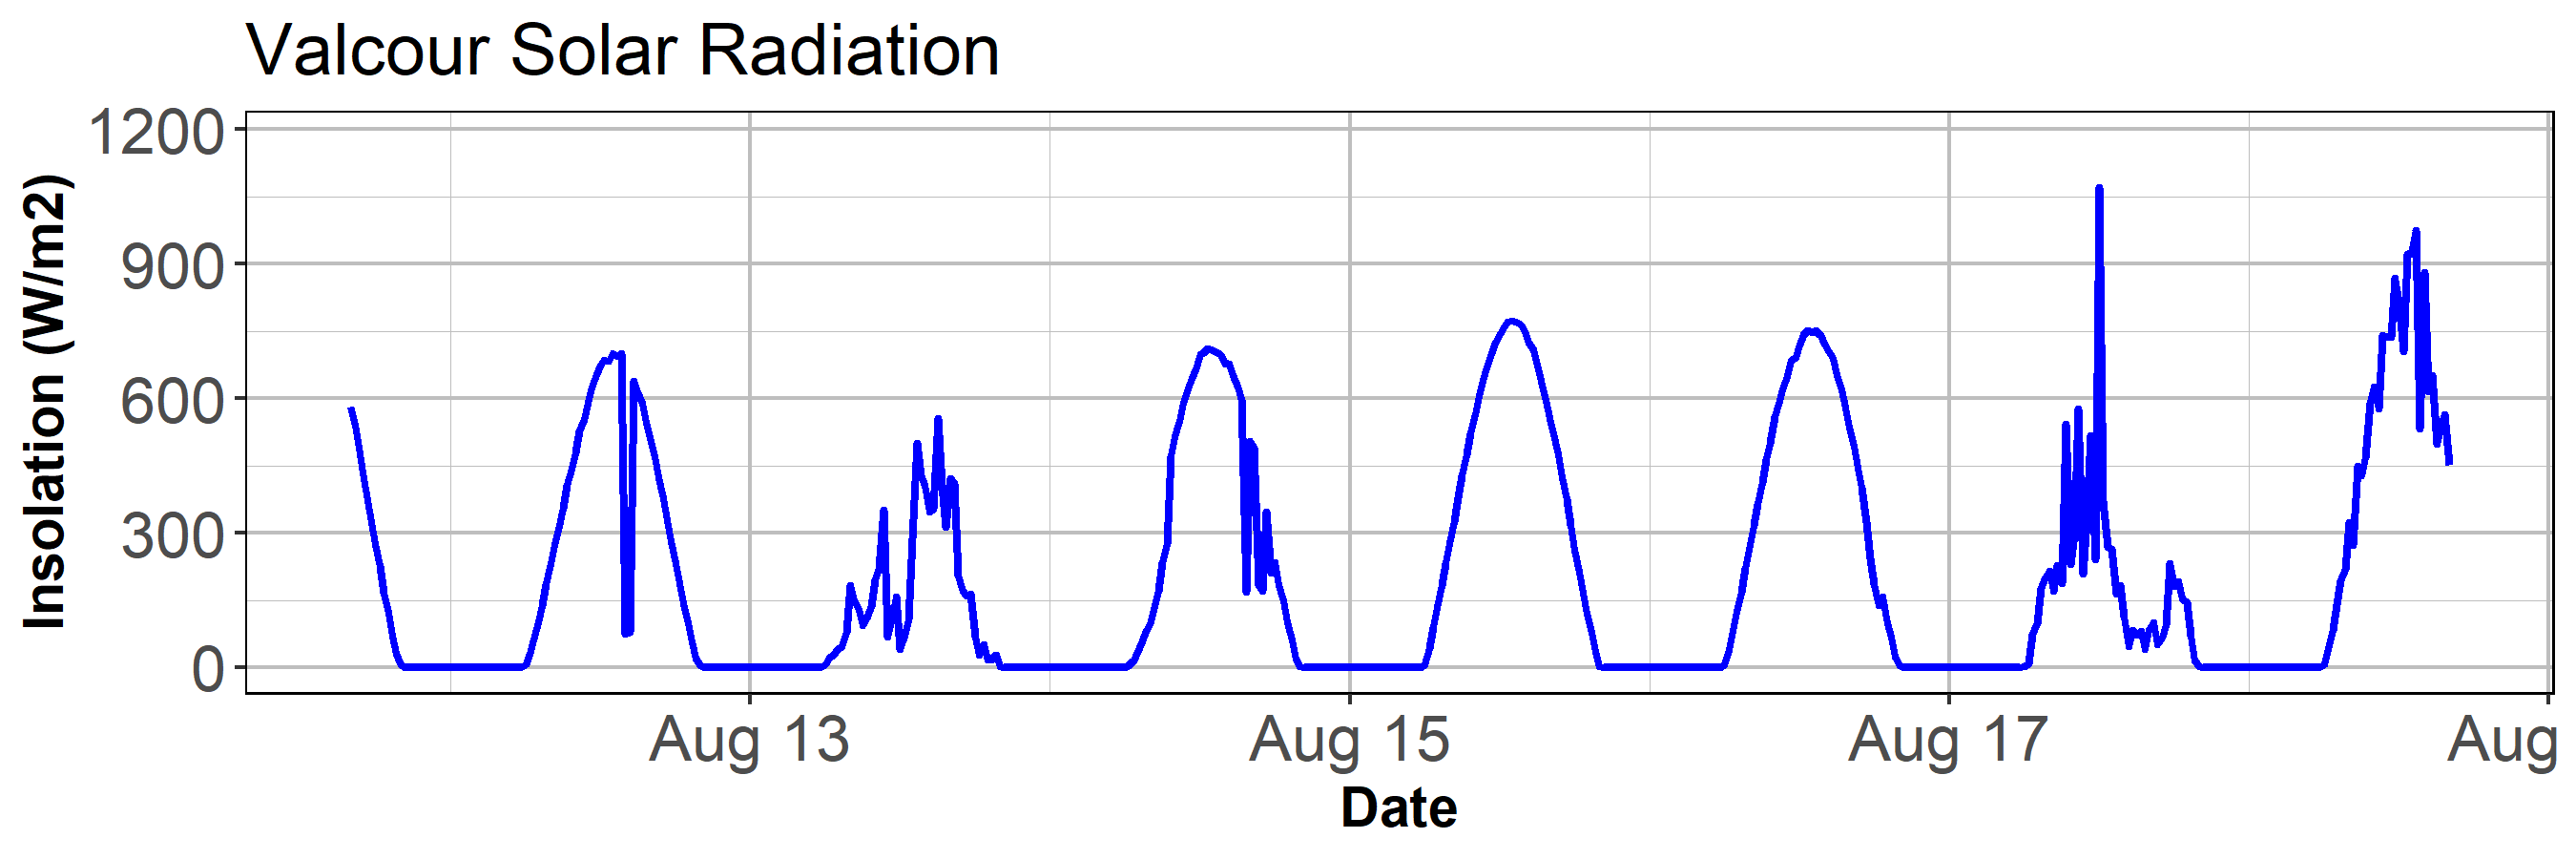 Valcour Solar Radiation
1200
900
600
300
0
Insolation (W/m2)
Aug 13 Aug 15 Aug 17 Aug
Date